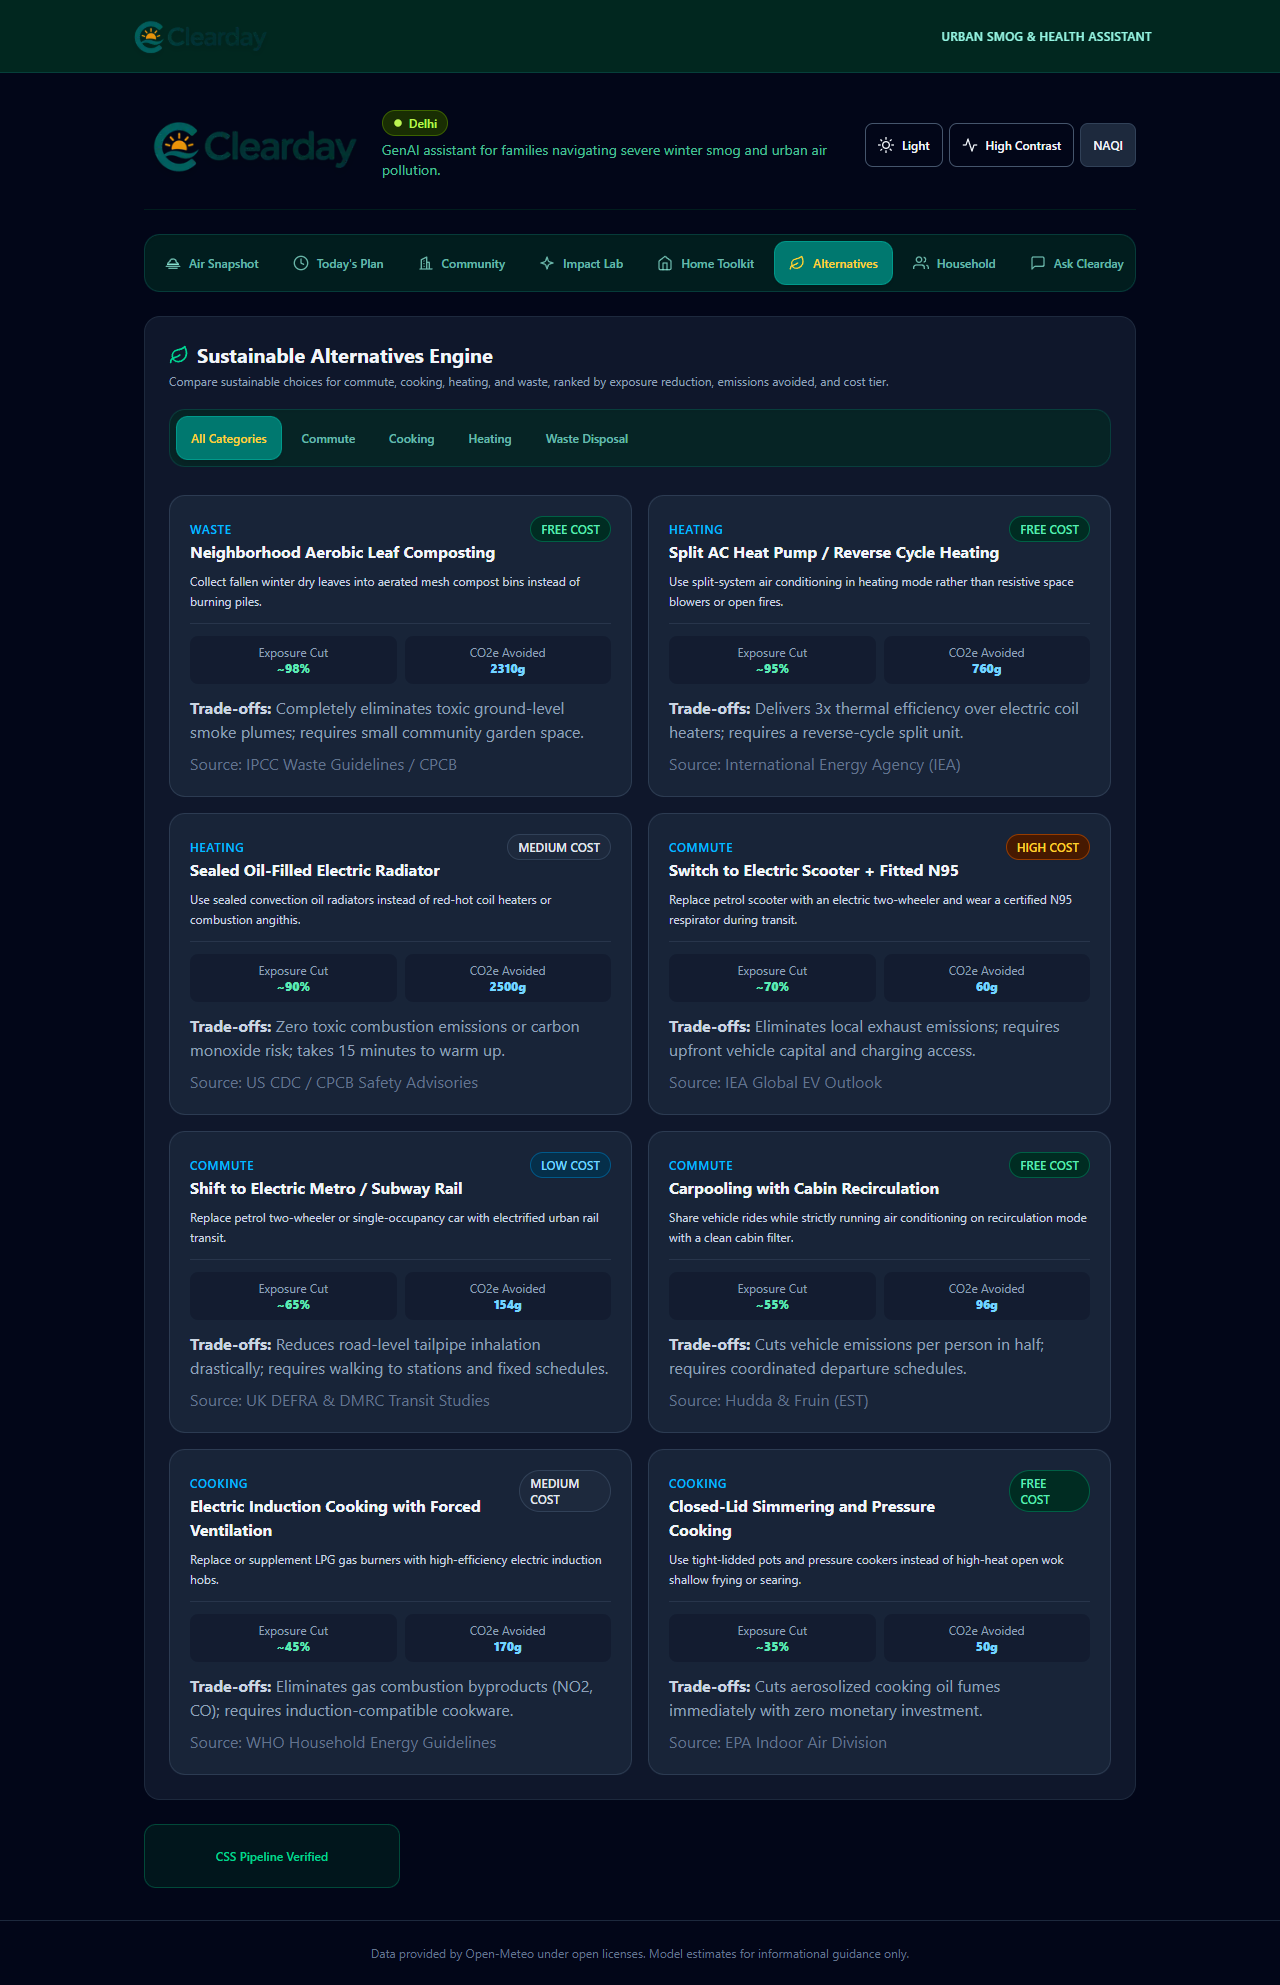 Clearday
URBAN SMOG & HEALTH ASSISTANT
Clearday
Delhi
GenAI assistant for families navigating severe winter smog and urban air
pollution.
Light
High Contrast
NAQI
Air Snapshot
Today's Plan
Community
Impact Lab
Home Toolkit
Alternatives
Household
Ask Clearday
Sustainable Alternatives Engine
Compare sustainable choices for commute, cooking, heating, and waste, ranked by exposure reduction, emissions avoided, and cost tier.
All Categories
Commute
Cooking
Heating
Waste Disposal
WASTE
FREE COST
Neighborhood Aerobic Leaf Composting
Collect fallen winter dry leaves into aerated mesh compost bins instead of
burning piles.
Exposure Cut
~98%
CO2e Avoided
2310g
Trade-offs: Completely eliminates toxic ground-level
smoke plumes; requires small community garden space.
Source: IPCC Waste Guidelines / CPCB
HEATING
FREE COST
Split AC Heat Pump / Reverse Cycle Heating
Use split-system air conditioning in heating mode rather than resistive space
blowers or open fires.
Exposure Cut
~95%
CO2e Avoided
760g
Trade-offs: Delivers 3x thermal efficiency over electric coil
heaters; requires a reverse-cycle split unit.
Source: International Energy Agency (IEA)
HEATING
MEDIUM COST
Sealed Oil-Filled Electric Radiator
Use sealed convection oil radiators instead of red-hot coil heaters or
combustion angithis.
Exposure Cut
~90%
CO2e Avoided
2500g
Trade-offs: Zero toxic combustion emissions or carbon
monoxide risk; takes 15 minutes to warm up.
Source: US CDC / CPCB Safety Advisories
COMMUTE
HIGH COST
Switch to Electric Scooter + Fitted N95
Replace petrol scooter with an electric two-wheeler and wear a certified N95
respirator during transit.
Exposure Cut
~70%
CO2e Avoided
60g
Trade-offs: Eliminates local exhaust emissions; requires
upfront vehicle capital and charging access.
Source: IEA Global EV Outlook
COMMUTE
LOW COST
Shift to Electric Metro / Subway Rail
Replace petrol two-wheeler or single-occupancy car with electrified urban rail
transit.
Exposure Cut
~65%
CO2e Avoided
154g
Trade-offs: Reduces road-level tailpipe inhalation
drastically; requires walking to stations and fixed schedules.
Source: UK DEFRA & DMRC Transit Studies
COMMUTE
FREE COST
Carpooling with Cabin Recirculation
Share vehicle rides while strictly running air conditioning on recirculation mode
with a clean cabin filter.
Exposure Cut
~55%
CO2e Avoided
96g
Trade-offs: Cuts vehicle emissions per person in half;
requires coordinated departure schedules.
Source: Hudda & Fruin (EST)
COOKING
MEDIUM
COST
Electric Induction Cooking with Forced
Ventilation
Replace or supplement LPG gas burners with high-efficiency electric induction
hobs.
Exposure Cut
~45%
CO2e Avoided
170g
Trade-offs: Eliminates gas combustion byproducts (NO2,
CO); requires induction-compatible cookware.
Source: WHO Household Energy Guidelines
COOKING
FREE
COST
Closed-Lid Simmering and Pressure
Cooking
Use tight-lidded pots and pressure cookers instead of high-heat open wok
shallow frying or searing.
Exposure Cut
~35%
CO2e Avoided
50g
Trade-offs: Cuts aerosolized cooking oil fumes
immediately with zero monetary investment.
Source: EPA Indoor Air Division
CSS Pipeline Verified
Data provided by Open-Meteo under open licenses. Model estimates for informational guidance only.